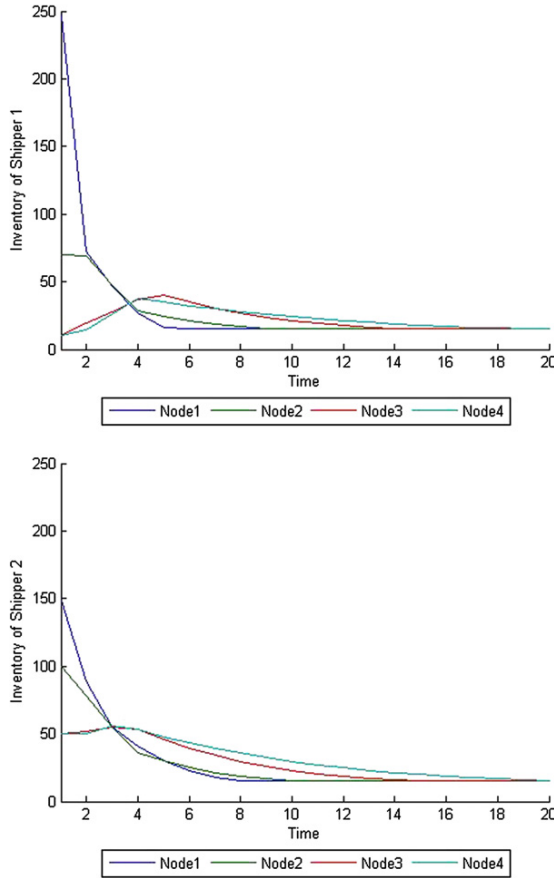 250
200
150
100
50
0
Inventory of Shipper 1
2 4 6 8 10 12 14 16 18 20
Time
Node1 Node2 Node3 Node4
250
200
150
100
50
0
Inventory of Shipper 2
2 4 6 8 10 12 14 16 18 20
Time
Node1 Node2 Node3 Node4